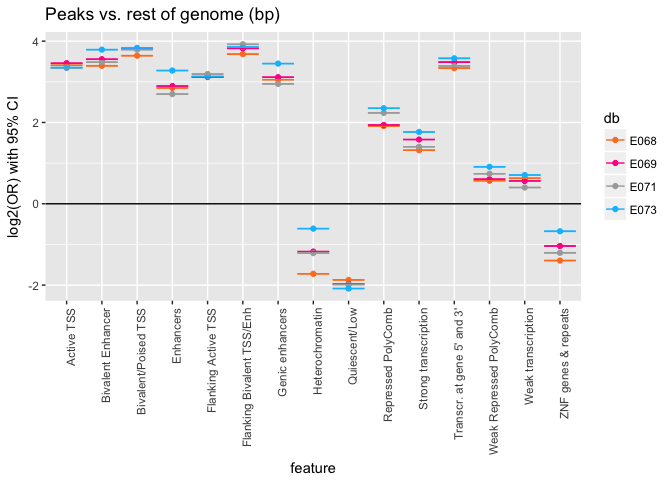 Peaks vs. rest of genome (bp)
log2(OR) with 95% CI
4
2
0
-2
Active TSS
Bivalent Enhancer
Bivalent/Poised TSS
Enhancers
Flanking Active TSS
Flanking Bivalent TSS/Enh
Genic enhancers
Heterochromatin
Quiescent/Low
Repressed PolyComb
Strong transcription
Transcr. at gene 5' and 3'
Weak Repressed PolyComb
Weak transcription
ZNF genes & repeats
feature
db
E068
E069
E071
E073